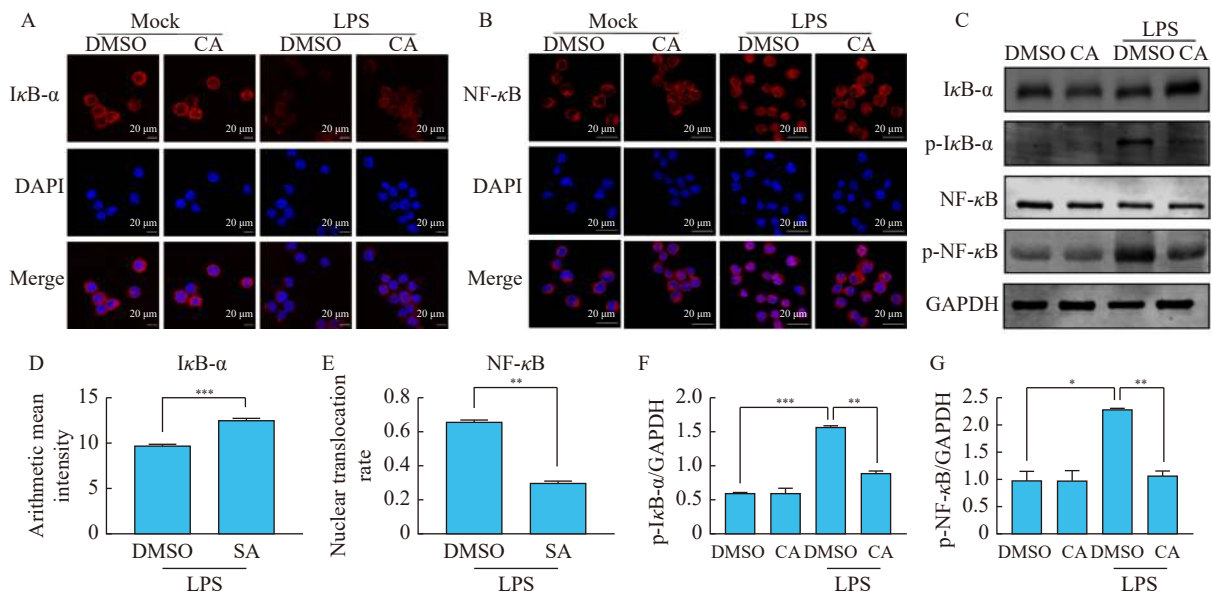 A
Mock
LPS
DMSO
CA
DMSO
CA
IκB-α
20 μm
20 μm
20 μm
20 μm
DAPI
20 μm
20 μm
20 μm
20 μm
Merge
20 μm
20 μm
20 μm
20 μm
B
Mock
LPS
DMSO
CA
DMSO
CA
NF-κB
20 μm
20 μm
20 μm
20 μm
DAPI
20 μm
20 μm
20 μm
20 μm
Merge
20 μm
20 μm
20 μm
20 μm
C
LPS
DMSO CA
DMSO CA
IκB-α
p-IκB-α
NF-κB
p-NF-κB
GAPDH
D
IκB-α
Arithmetic mean
intensity
15
10
5
0
***
DMSO
SA
LPS
E
NF-κB
Nuclear translocation
rate
0.8
0.6
0.4
0.2
0
**
DMSO
SA
LPS
F
p-IκB-α/GAPDH
2.0
1.5
1.0
0.5
0
***
**
DMSO
CA
DMSO
CA
LPS
G
p-NF-κB/GAPDH
2.5
2.0
1.5
1.0
0.5
0
*
**
DMSO
CA
DMSO
CA
LPS